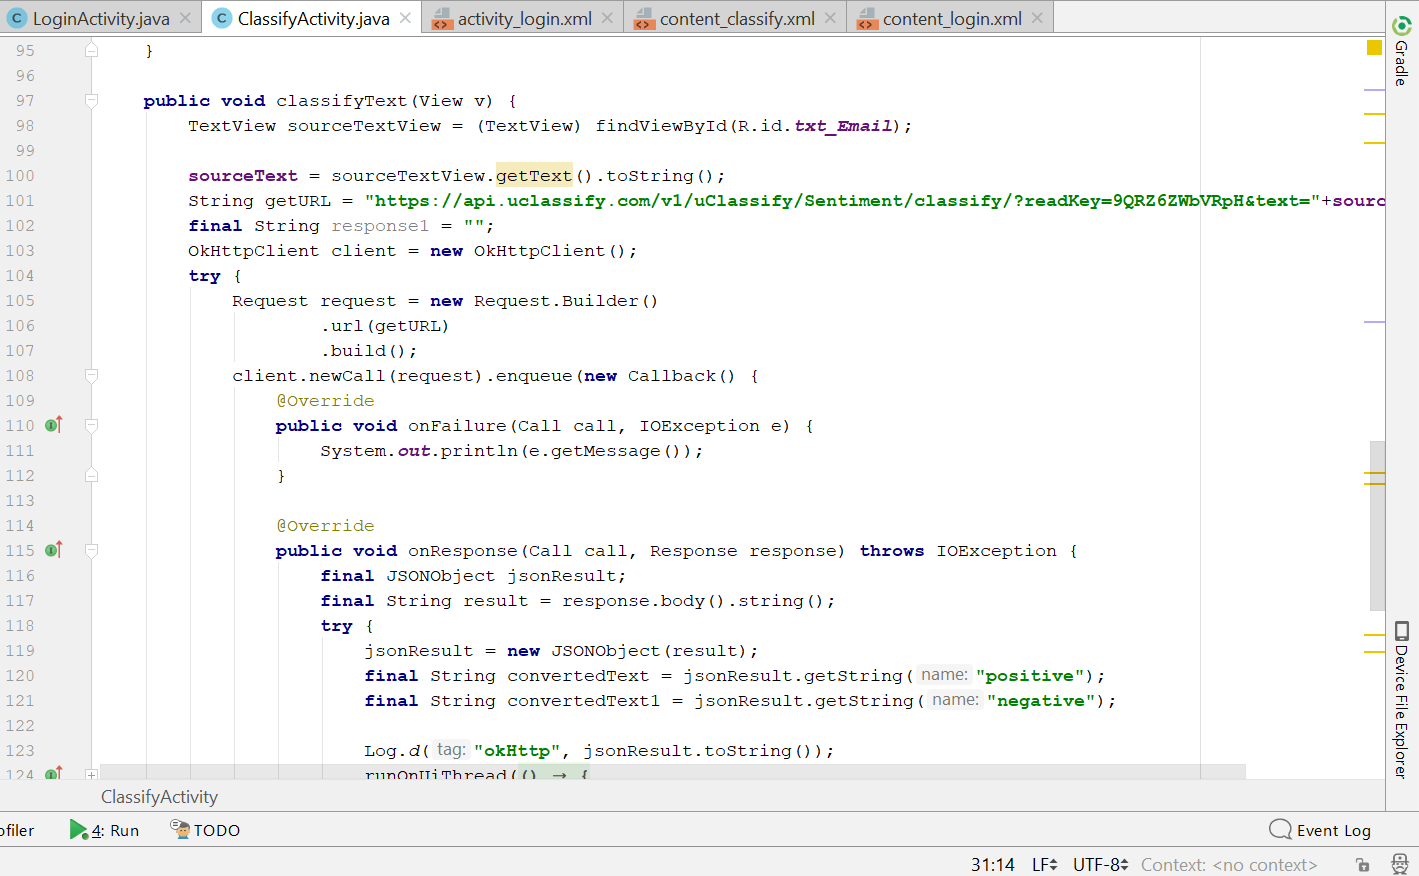 LoginActivity.java ClassifyActivity.java activity_login.xml content_classify.xml content_login.xml
95 }
96
97 public void classifyText(View v) {
98 TextView sourceTextView = (TextView) findViewById(R.id.txt_Email);
99
100 sourceText = sourceTextView.getText().toString();
101 String getURL = "https://api.uclassify.com/v1/uClassify/Sentiment/classify/?readKey=9QRZ6ZWbVRpH&text="+sourc
102 final String response1 = "";
103 OkHttpClient client = new OkHttpClient();
104 try {
105 Request request = new Request.Builder()
106 .url(getURL)
107 .build();
108 client.newCall(request).enqueue(new Callback() {
109 @Override
110 public void onFailure(Call call, IOException e) {
111 System.out.println(e.getMessage());
112 }
113
114 @Override
115 public void onResponse(Call call, Response response) throws IOException {
116 final JSONObject jsonResult;
117 final String result = response.body().string();
118 try {
119 jsonResult = new JSONObject(result);
120 final String convertedText = jsonResult.getString( name: "positive");
121 final String convertedText1 = jsonResult.getString( name: "negative");
122
123 Log.d( tag: "okHttp", jsonResult.toString());
124 runOnUiThread(() → {
ClassifyActivity
ofiler 4: Run TODO Event Log
31:14 LF UTF-8 Context: <no context>
Gradle
Device File Explorer